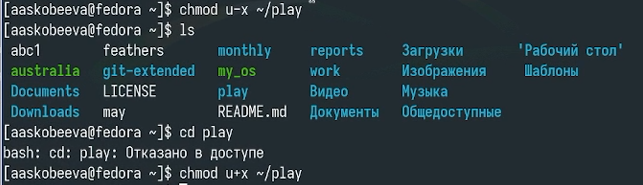 [aaskobeeva@fedora ~]$ chmod u-x ~/play
[aaskobeeva@fedora ~]$ ls
abc1 feathers monthly reports Загрузки 'Рабочий стол'
australia git-extended my_os work Изображения Шаблоны
Documents LICENSE play Видео Музыка
Downloads may README.md Документы Общедоступные
[aaskobeeva@fedora ~]$ cd play
bash: cd: play: Отказано в доступе
[aaskobeeva@fedora ~]$ chmod u+x ~/play